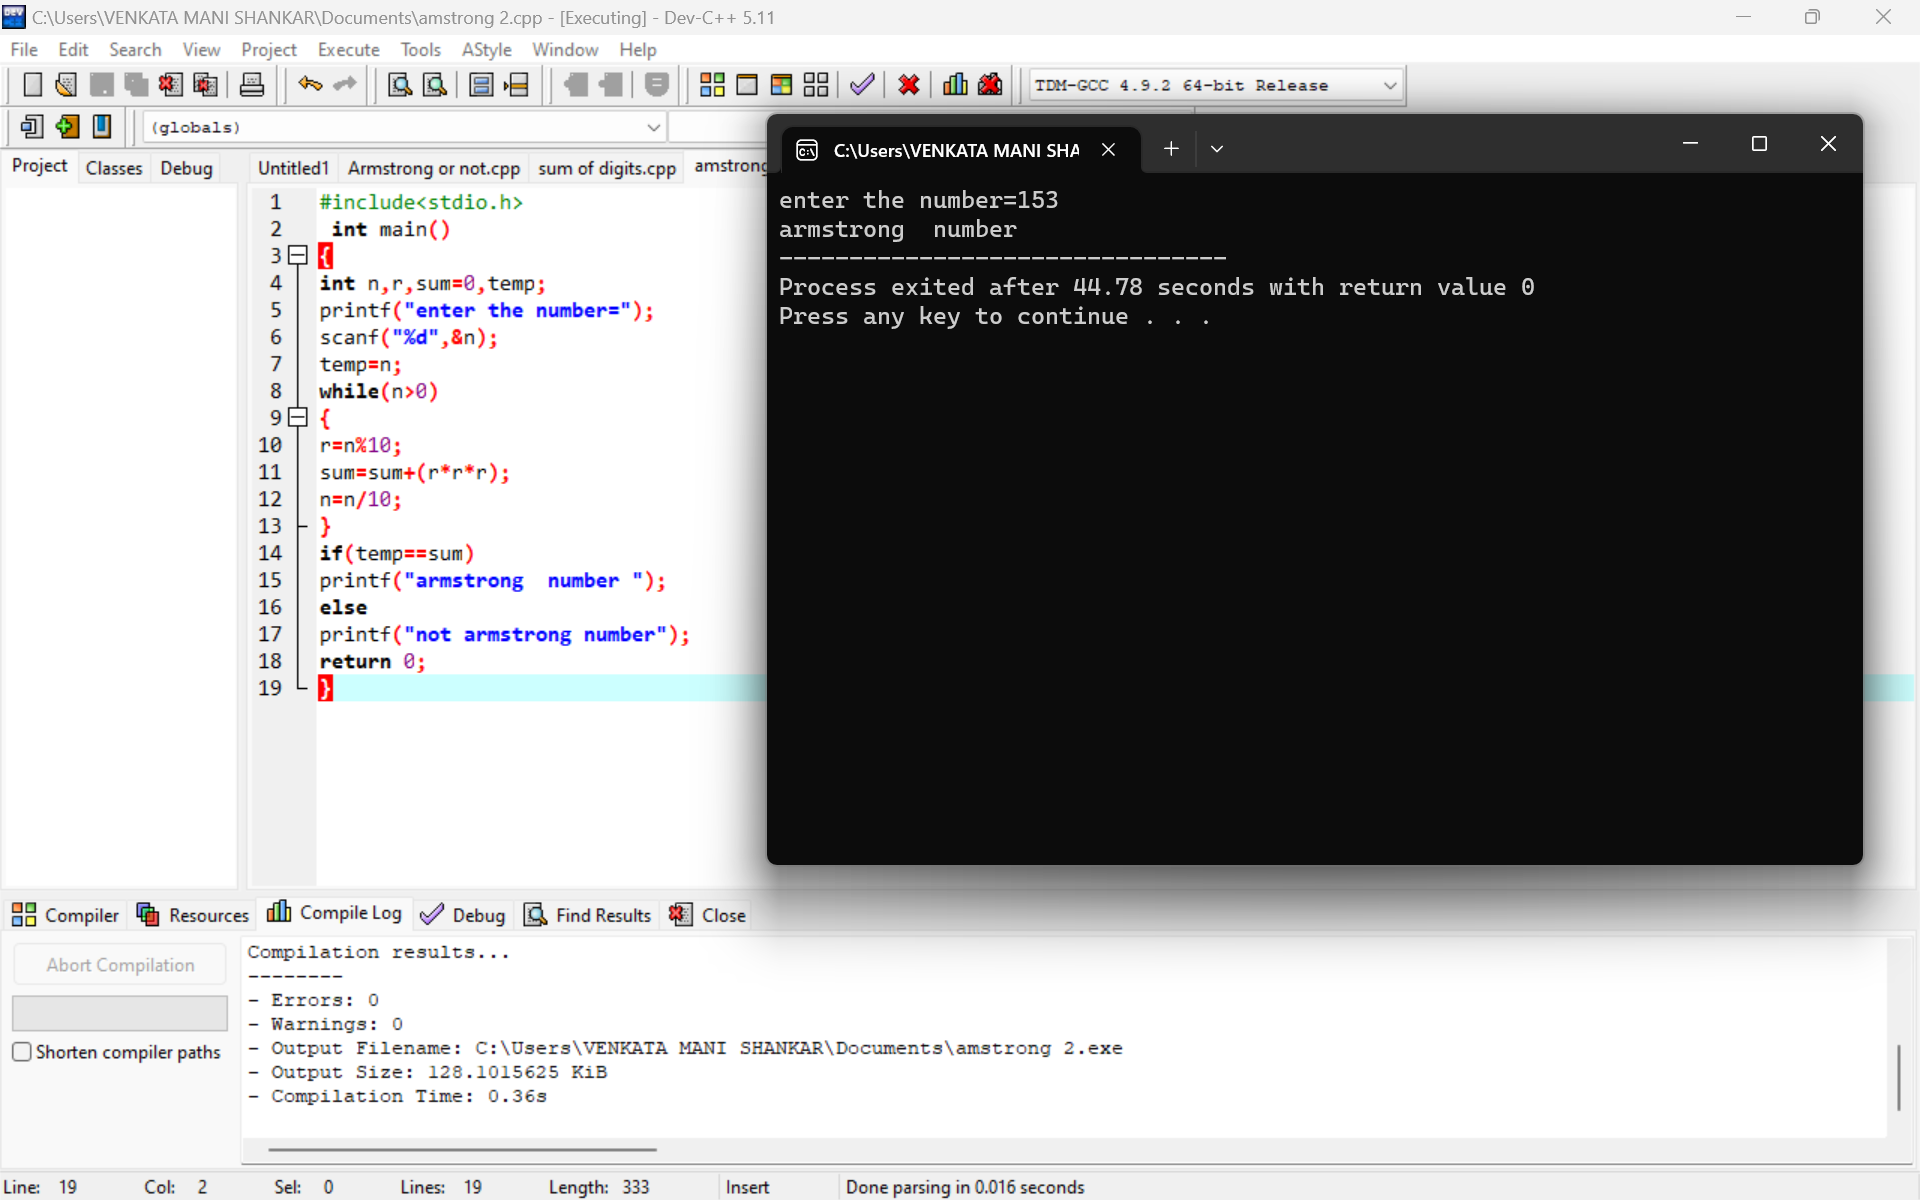 C:\Users\VENKATA MANI SHANKAR\Documents\amstrong 2.cpp - [Executing] - Dev-C++ 5.11
File Edit Search View Project Execute Tools AStyle Window Help
TDM-GCC 4.9.2 64-bit Release
(globals)
Project Classes Debug
Untitled1 Armstrong or not.cpp sum of digits.cpp amstrong
1 #include<stdio.h>
2 int main()
3 {
4 int n,r,sum=0,temp;
5 printf("enter the number=");
6 scanf("%d",&n);
7 temp=n;
8 while(n>0)
9 {
10 r=n%10;
11 sum=sum+(r*r*r);
12 n=n/10;
13 }
14 if(temp==sum)
15 printf("armstrong  number ");
16 else
17 printf("not armstrong number");
18 return 0;
19 }
C:\Users\VENKATA MANI SHA
enter the number=153
armstrong  number
--------------------------------
Process exited after 44.78 seconds with return value 0
Press any key to continue . . .
Compiler Resources Compile Log Debug Find Results Close
Abort Compilation
Shorten compiler paths
Compilation results...
--------
- Errors: 0
- Warnings: 0
- Output Filename: C:\Users\VENKATA MANI SHANKAR\Documents\amstrong 2.exe
- Output Size: 128.1015625 KiB
- Compilation Time: 0.36s
Line: 19 Col: 2 Sel: 0 Lines: 19 Length: 333 Insert Done parsing in 0.016 seconds